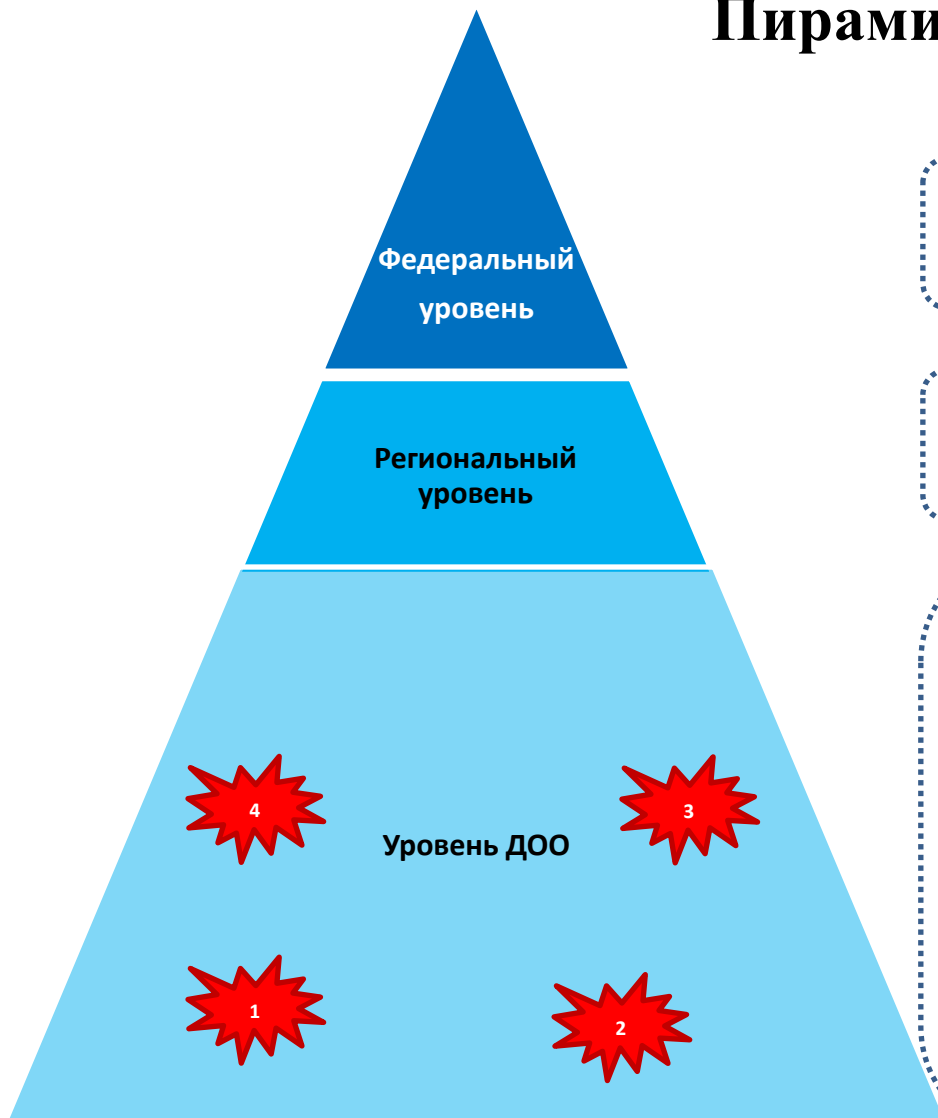 Пирами
Федеральный
уровень
Региональный
уровень
4
3
Уровень ДОО
1
2